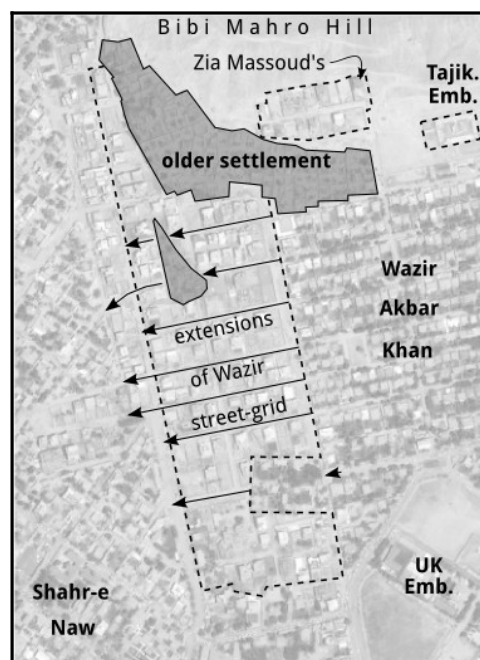 Bibi Mahro Hill
Zia Massoud's
Tajik.
Emb.
older settlement
Wazir
Akbar
Khan
extensions
of Wazir
street-grid
UK
Emb.
Shahr-e
Naw